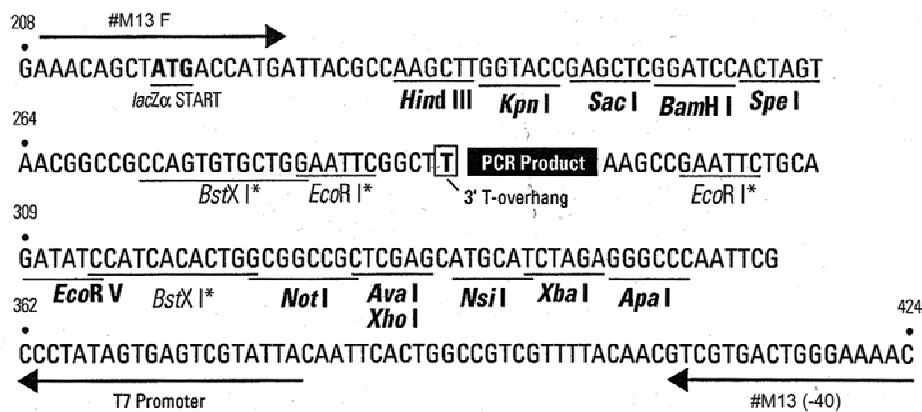 208
#M13 F
GAAACAGCTATGACCATGATTACGCCAAGCTTGGTACCGAGCTCGGATCCACTAGT
lacZα START
Hind III Kpn I Sac I BamH I Spe I
264
AACGGCCGCCAGTGTGCTGGAATTCGGCTT PCR Product AAGCCGAATTCTGCA
BstX I* EcoR I* 3' T-overhang EcoR I*
309
GATATCCATCACACTGGCGGCCGCTCGAGCATGCATCTAGAGGGCCCAATTCG
EcoR V BstX I* Not I Ava I Nsi I Xba I Apa I
Xho I
362 424
CCCTATAGTGAGTCGTATTACAATTCACTGGCCGTCGTTTTACAACGTCGTGACTGGGAAAAC
T7 Promoter #M13 (-40)